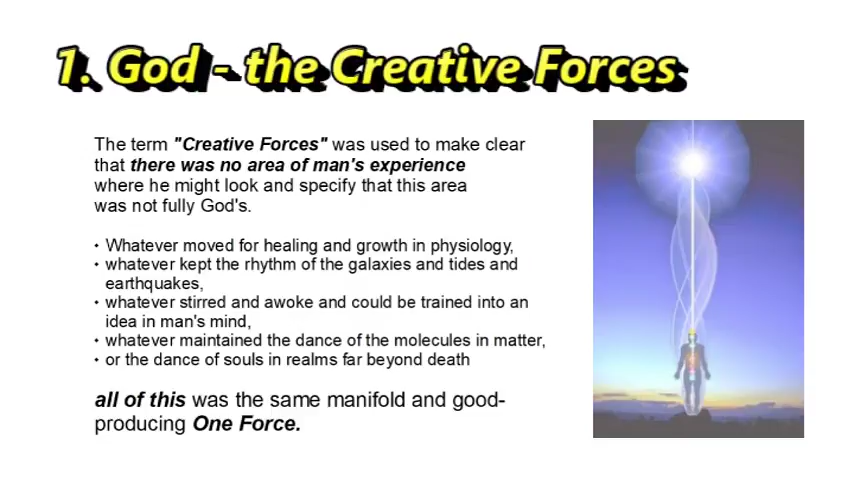 1. God - the Creative Forces
The term "Creative Forces" was used to make clear
that there was no area of man's experience
where he might look and specify that this area
was not fully God's.
• Whatever moved for healing and growth in physiology,
• whatever kept the rhythm of the galaxies and tides and
earthquakes,
• whatever stirred and awoke and could be trained into an
idea in man's mind,
• whatever maintained the dance of the molecules in matter,
• or the dance of souls in realms far beyond death
all of this was the same manifold and good-
producing One Force.